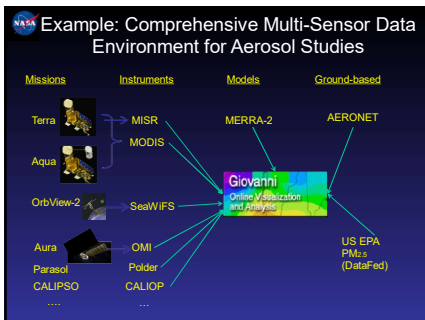 NASA
Example: Comprehensive Multi-Sensor Data
Environment for Aerosol Studies
Missions
Instruments
Models
Ground-based
Terra
MISR
MERRA-2
AERONET
MODIS
Aqua
Giovanni
Online Visualization
and Analysis
OrbView-2
SeaWiFS
Aura
OMI
US EPA
PM2.5
(DataFed)
Parasol
Polder
CALIPSO
CALIOP
....
...